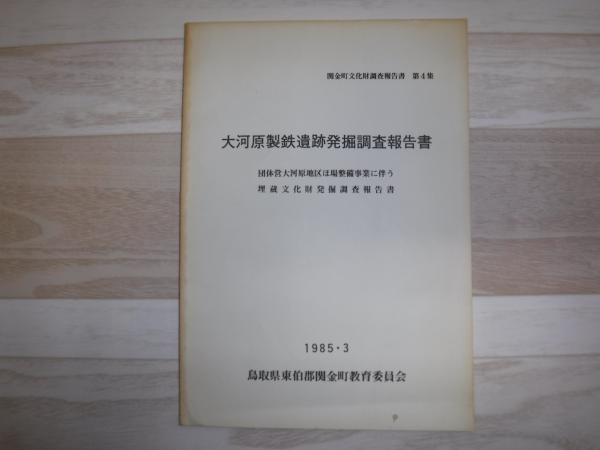 関金町文化財調査報告書　第4集
大河原製鉄遺跡発掘調査報告書
団体営大河原地区ほ場整備事業に伴う
埋蔵文化財発掘調査報告書
1985・3
鳥取県東伯郡関金町教育委員会